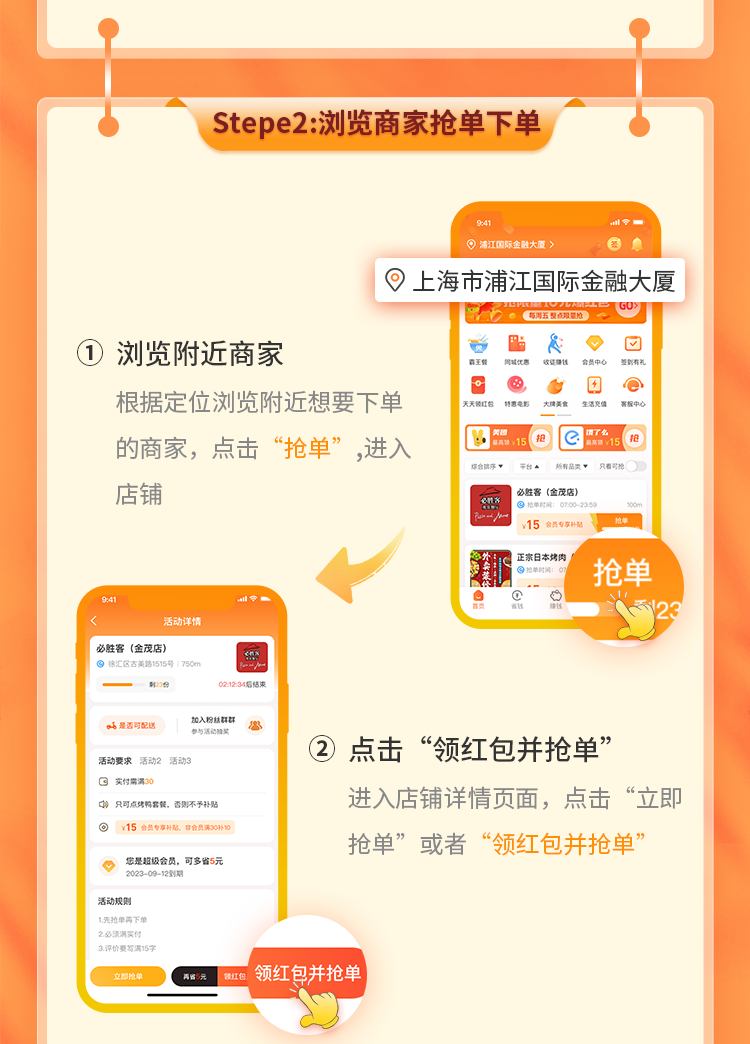 Stepe2:浏览商家抢单下单
9:41
浦江国际金融大厦
上海市浦江国际金融大厦
GO>
每周五 整点限量抢
① 浏览附近商家
根据定位浏览附近想要下单
的商家，点击“抢单”,进入
店铺
霸王餐 同城优惠 收徒赚钱 会员中心 签到有礼
天天领红包 特惠电影 大牌美食 生活充值 客服中心
美团 最高领 ¥15 抢
饿了么 最高领 ¥15 抢
综合排序 平台 所有品类 只看可抢
必胜客（金茂店）
抢单时间： 07:00-23:59 100m
¥15 会员专享补贴 抢单
正宗日本烤肉
抢单时间： 07
首页 省钱 赚钱
抢单
剩23
9:41
活动详情
必胜客（金茂店）
徐汇区古美路1515号 | 750m
剩23份 02:12:34后结束
是否可配送 加入粉丝群群
参与活动抽奖
活动要求 活动2 活动3
实付需满30
只可点烤鸭套餐，否则不予补贴
¥15 会员专享补贴，非会员满30补10
您是超级会员，可多省5元
2023-09-12到期
活动规则
1.先抢单再下单
2.必须满实付
3.评价要写满15字
立即抢单 再省5元 领红包
领红包并抢单
② 点击“领红包并抢单”
进入店铺详情页面，点击“立即
抢单”或者“领红包并抢单”